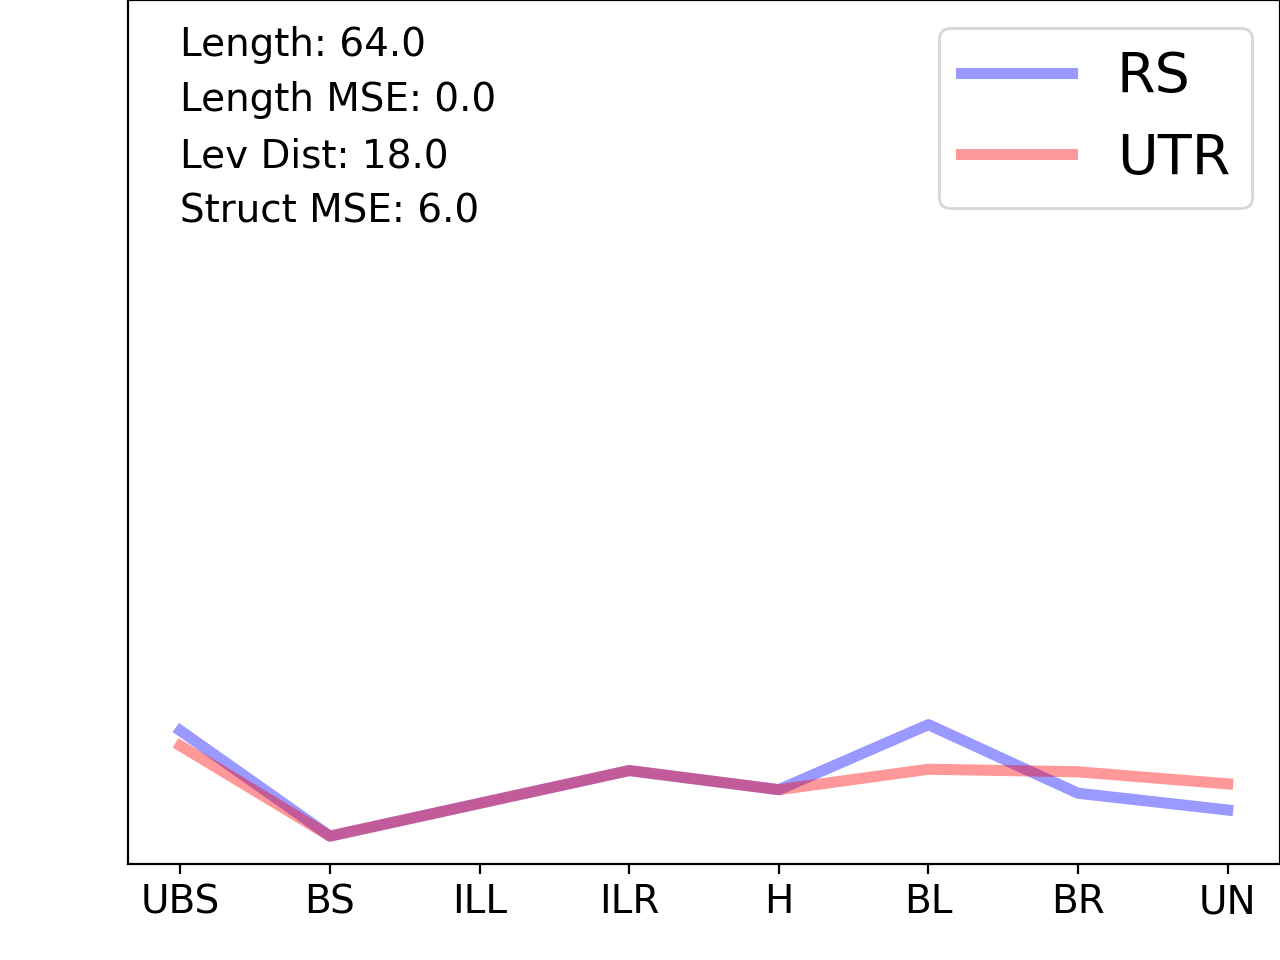 Length: 64.0
Length MSE: 0.0
Lev Dist: 18.0
Struct MSE: 6.0
RS
UTR
UBS BS ILL ILR H BL BR UN